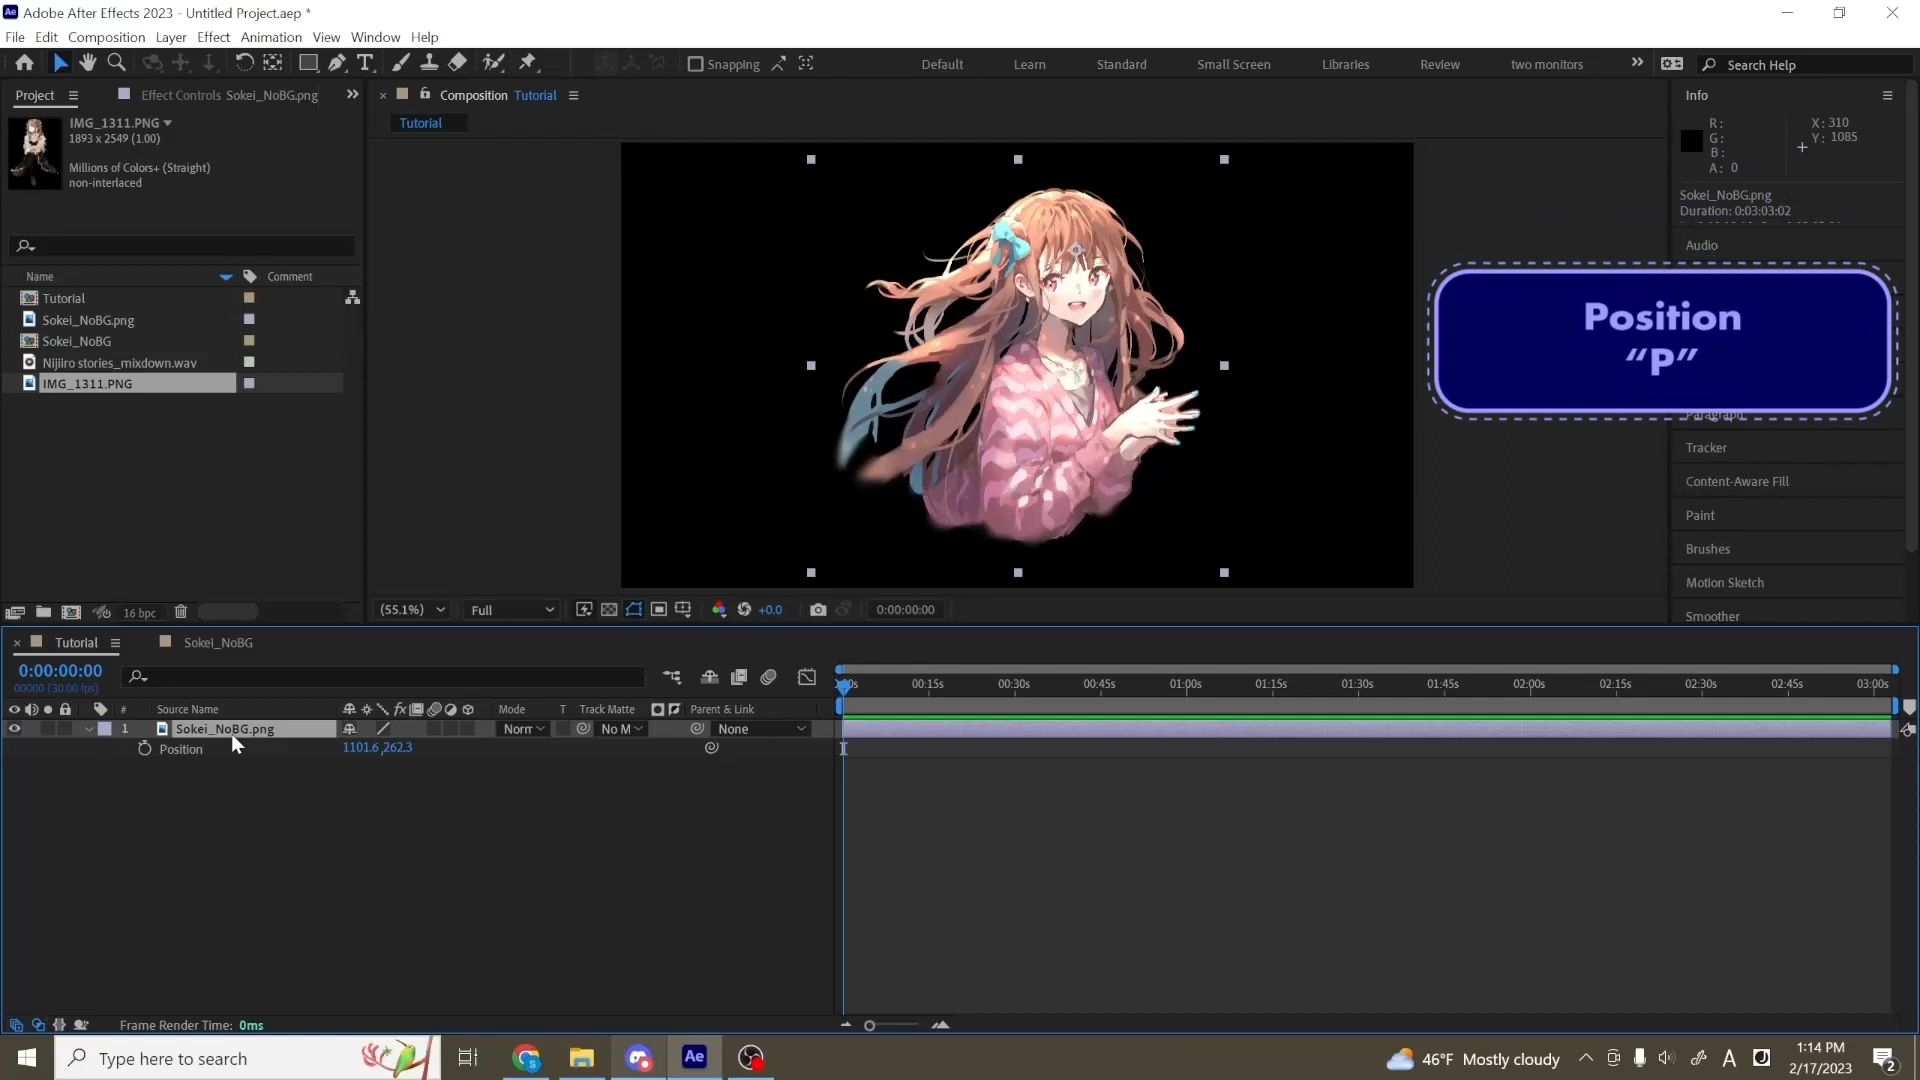 Adobe After Effects 2023 - Untitled Project.aep *
File Edit Composition Layer Effect Animation View Window Help
Snapping
Default Learn Standard Small Screen Libraries Review two monitors
Search Help
Project
Effect Controls Sokei_NoBG.png
IMG_1311.PNG
1893 x 2549 (1.00)
Millions of Colors+ (Straight)
non-interlaced
Name Comment
Tutorial
Sokei_NoBG.png
Sokei_NoBG
Nijiiro stories_mixdown.wav
IMG_1311.PNG
16 bpc
Composition Tutorial
Tutorial
(55.1%) Full +0.0 0:00:00:00
Info
R: X: 310
G: Y: 1085
B:
A: 0
Sokei_NoBG.png
Duration: 0:03:03:02
Audio
Position
“P”
Paragraph
Tracker
Content-Aware Fill
Paint
Brushes
Motion Sketch
Smoother
Tutorial Sokei_NoBG
0:00:00:00
00000 (30.00 fps)
00:15s 00:30s 00:45s 01:00s 01:15s 01:30s 01:45s 02:00s 02:15s 02:30s 02:45s 03:00s
# Source Name Mode T Track Matte Parent & Link
1 Sokei_NoBG.png Norr No M None
Position 1101.6,262.3
Frame Render Time: 0ms
Type here to search
46°F Mostly cloudy
1:14 PM
2/17/2023
2